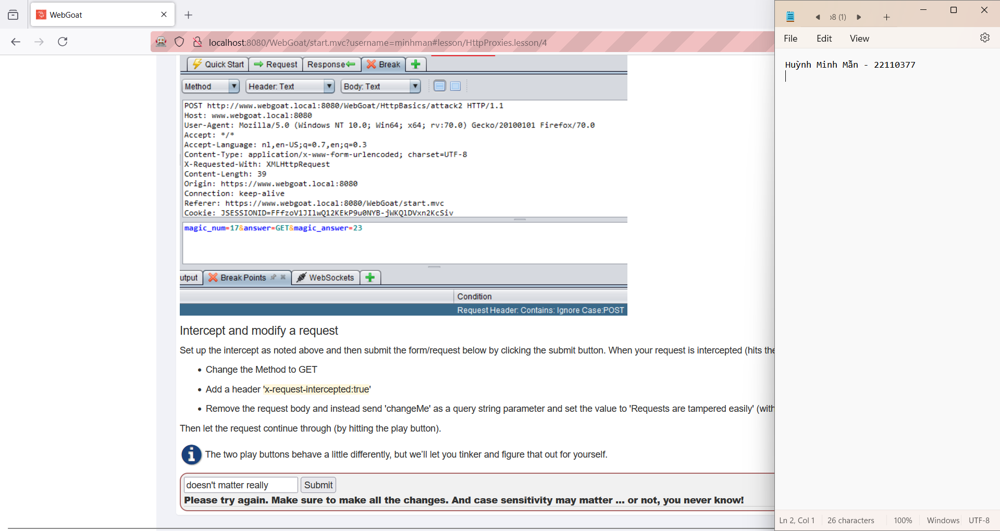 WebGoat
localhost:8080/WebGoat/start.mvc?username=minhman#lesson/HttpProxies.lesson/4
Quick Start Request Response Break
Method Header: Text Body: Text
POST http://www.webgoat.local:8080/WebGoat/HttpBasics/attack2 HTTP/1.1
Host: www.webgoat.local:8080
User-Agent: Mozilla/5.0 (Windows NT 10.0; Win64; x64; rv:70.0) Gecko/20100101 Firefox/70.0
Accept: */*
Accept-Language: nl,en-US;q=0.7,en;q=0.3
Content-Type: application/x-www-form-urlencoded; charset=UTF-8
X-Requested-With: XMLHttpRequest
Content-Length: 39
Origin: https://www.webgoat.local:8080
Connection: keep-alive
Referer: https://www.webgoat.local:8080/WebGoat/start.mvc
Cookie: JSESSIONID=FFfzoV1JIlwQ12KEkP9u0NYB-jWKQlDVxn2KcSiv
magic_num=17&answer=GET&magic_answer=23
utput Break Points WebSockets
Condition
Request Header: Contains: Ignore Case:POST
Intercept and modify a request
Set up the intercept as noted above and then submit the form/request below by clicking the submit button. When your request is intercepted (hits the
• Change the Method to GET
• Add a header 'x-request-intercepted:true'
• Remove the request body and instead send 'changeMe' as a query string parameter and set the value to 'Requests are tampered easily' (with
Then let the request continue through (by hitting the play button).
The two play buttons behave a little differently, but we'll let you tinker and figure that out for yourself.
doesn't matter really Submit
Please try again. Make sure to make all the changes. And case sensitivity may matter ... or not, you never know!
8 (1)
File Edit View
Huỳnh Minh Mẫn - 22110377
Ln 2, Col 1 26 characters 100% Windows UTF-8